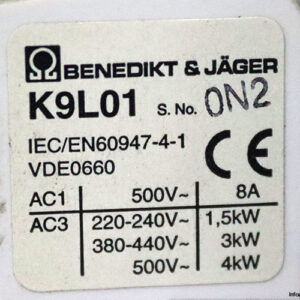 BENEDIKT & JÄGER
K9L01 S. No. 0N2
IEC/EN60947-4-1
VDE0660
CE
AC1 500V~ 8A
AC3 220-240V~ 1,5kW
380-440V~ 3kW
500V~ 4kW